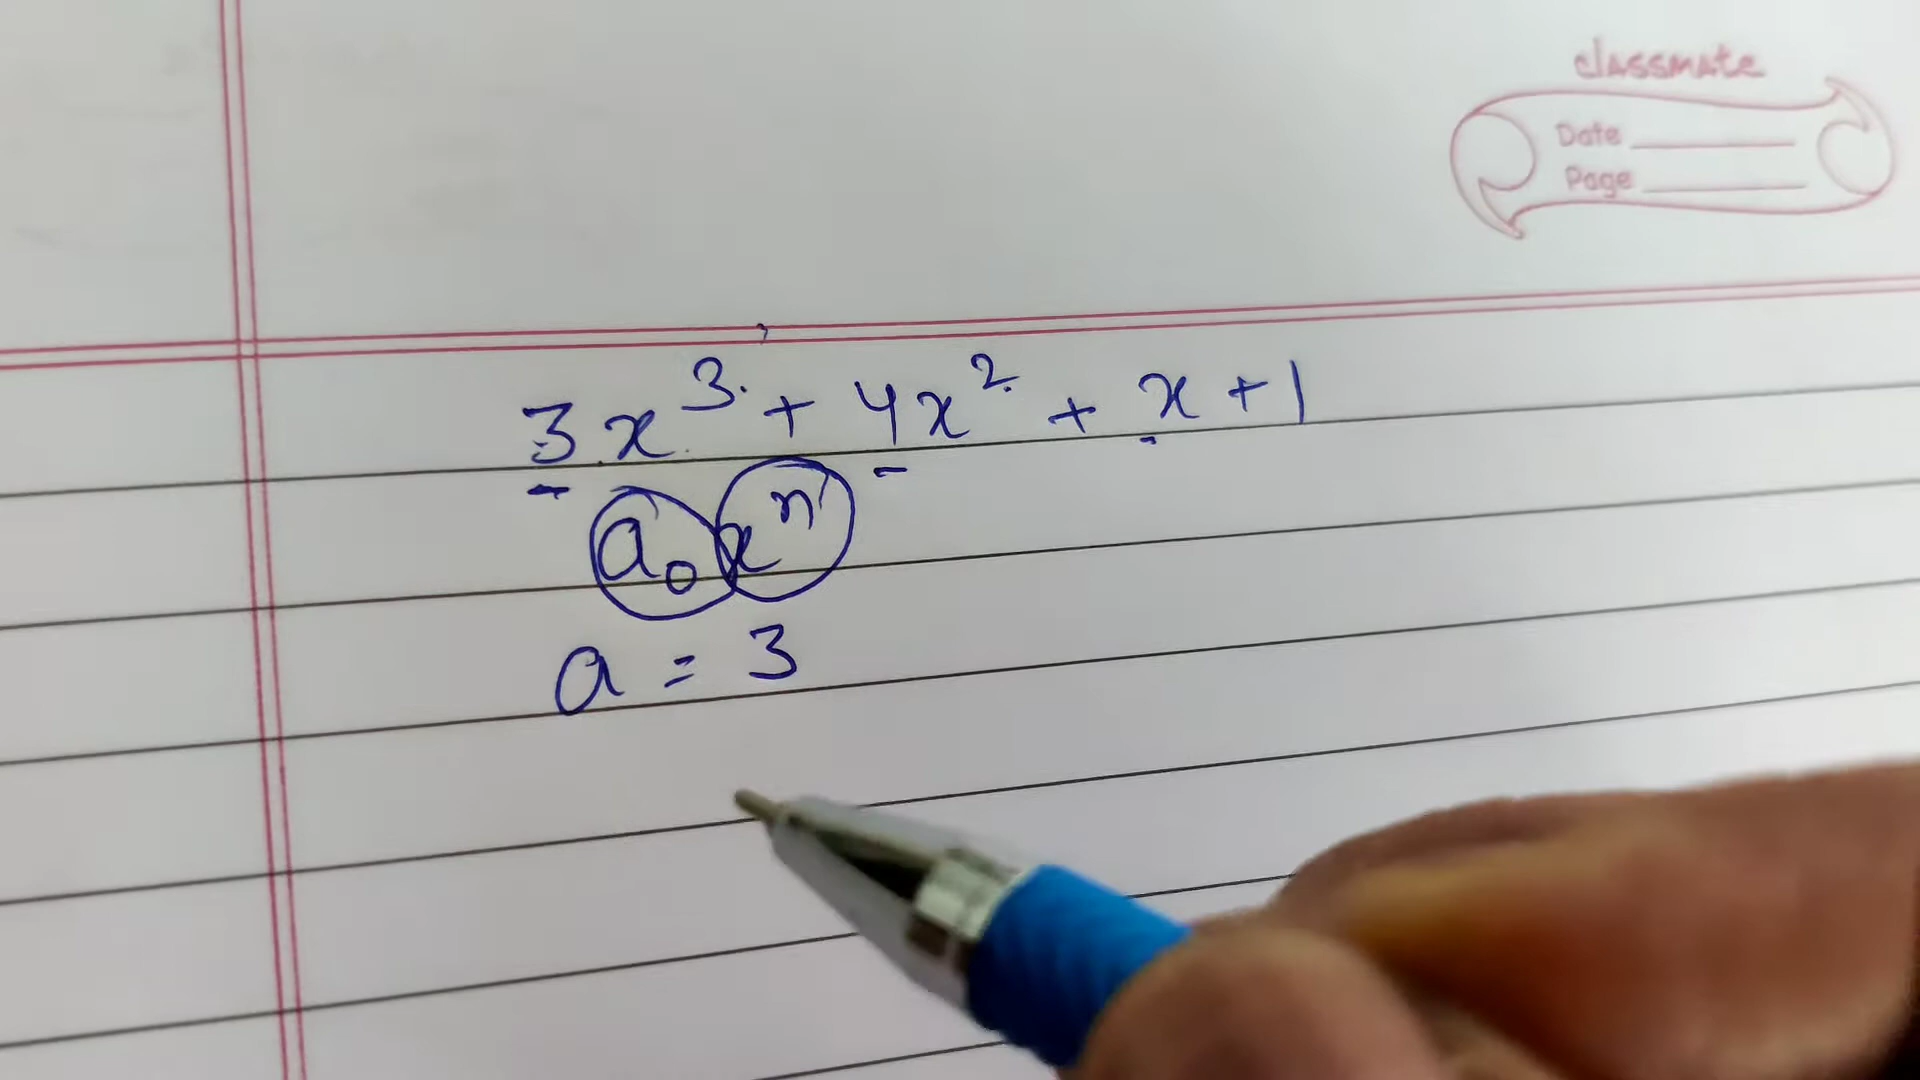 classmate
Date
Page
3x³ + 4x² + x + 1
a₀xⁿ
a = 3